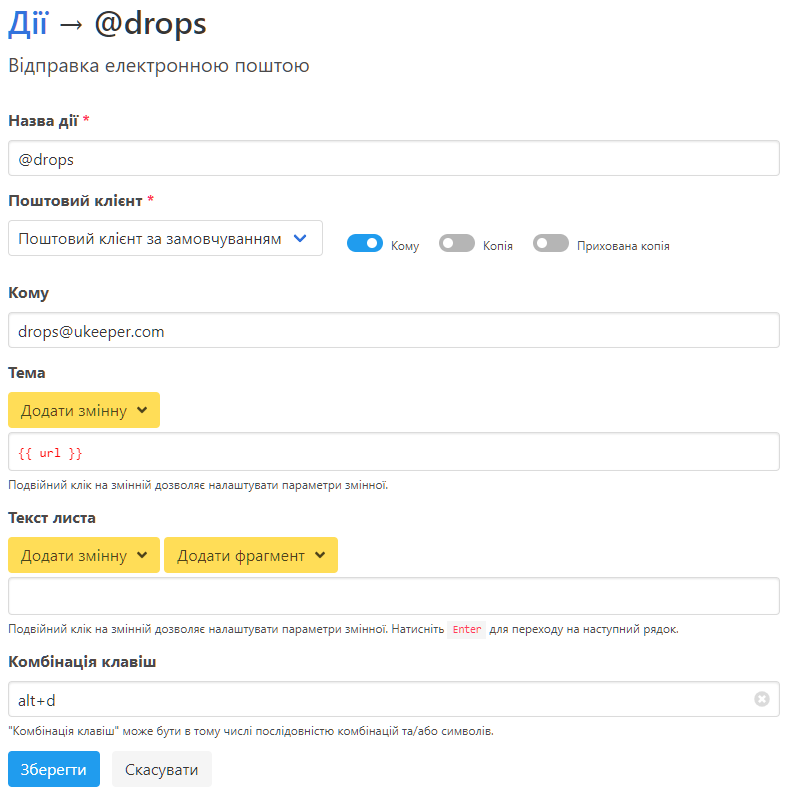 Дії → @drops
Відправка електронною поштою
Назва дії *
@drops
Поштовий клієнт *
Поштовий клієнт за замовчуванням Кому Копія Прихована копія
Кому
drops@ukeeper.com
Тема
Додати змінну
{{ url }}
Подвійний клік на змінній дозволяє налаштувати параметри змінної.
Текст листа
Додати змінну Додати фрагмент
Подвійний клік на змінній дозволяє налаштувати параметри змінної. Натисніть Enter для переходу на наступний рядок.
Комбінація клавіш
alt+d
"Комбінація клавіш" може бути в тому числі послідовністю комбінацій та/або символів.
Зберегти Скасувати